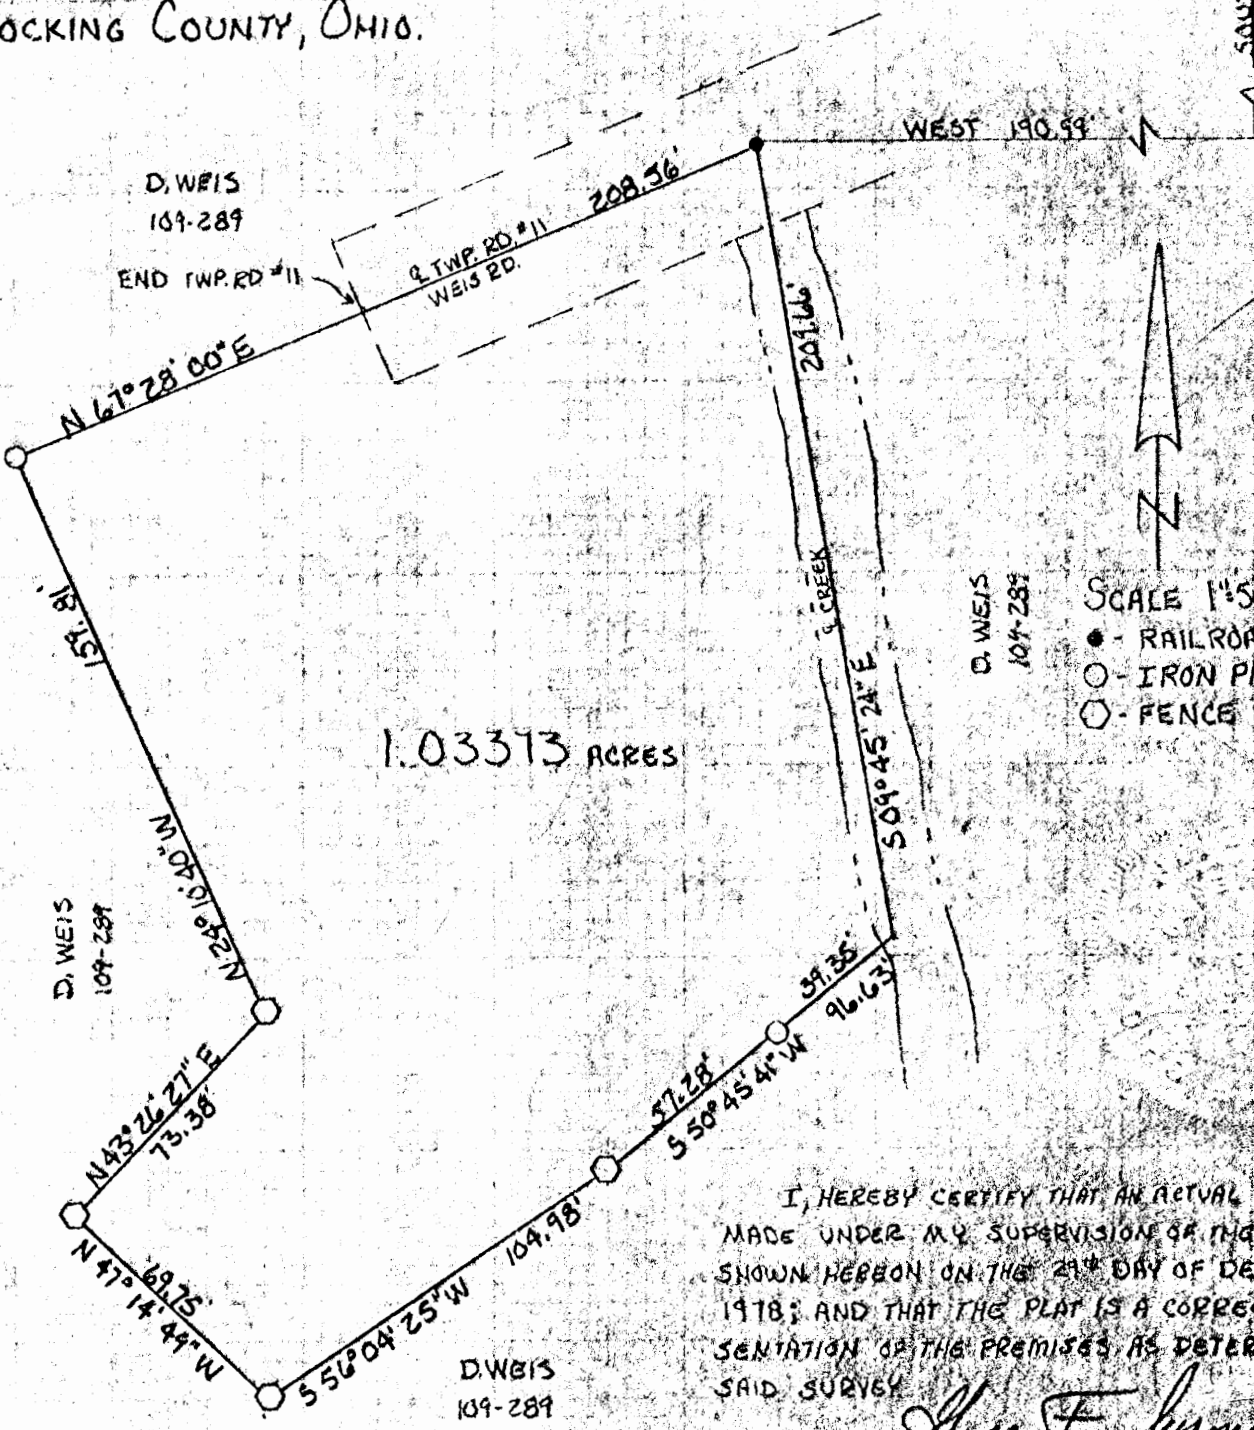 OCKING COUNTY, OHIO.
WEST 190.99'
D. WEIS
109-289
END TWP. RD #11
208.56'
℄ TWP. RD. #11
WEIS RD.
N 67° 28' 00" E
209.66'
157.81'
℄ CREEK
D. WEIS
109-289
SCALE 1"=5
- RAILROA
- IRON PI
- FENCE
1.03373 ACRES
S 09° 45' 24" E
N 24° 10' 40" W
D. WEIS
109-289
39.35'
96.63'
57.28'
S 50° 45' 41" W
N 43° 26' 27" E
73.38'
104.98'
S 56° 04' 25" W
69.75'
N 47° 14' 49" W
D. WEIS
109-289
I, HEREBY CERTIFY THAT AN ACTUAL
MADE UNDER MY SUPERVISION OF THE
SHOWN HEREON ON THE 29th DAY OF DE
1978; AND THAT THE PLAT IS A CORRE
SENTATION OF THE PREMISES AS DETER
SAID SURVEY